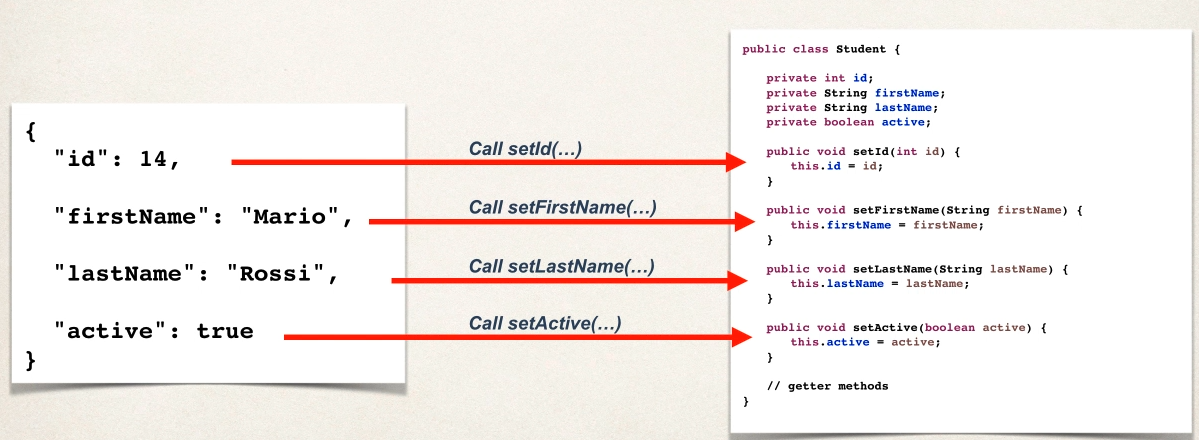 {
"id": 14,
"firstName": "Mario",
"lastName": "Rossi",
"active": true
}
Call setId(…)
Call setFirstName(…)
Call setLastName(…)
Call setActive(…)
public class Student {
private int id;
private String firstName;
private String lastName;
private boolean active;
public void setId(int id) {
this.id = id;
}
public void setFirstName(String firstName) {
this.firstName = firstName;
}
public void setLastName(String lastName) {
this.lastName = lastName;
}
public void setActive(boolean active) {
this.active = active;
}
// getter methods
}